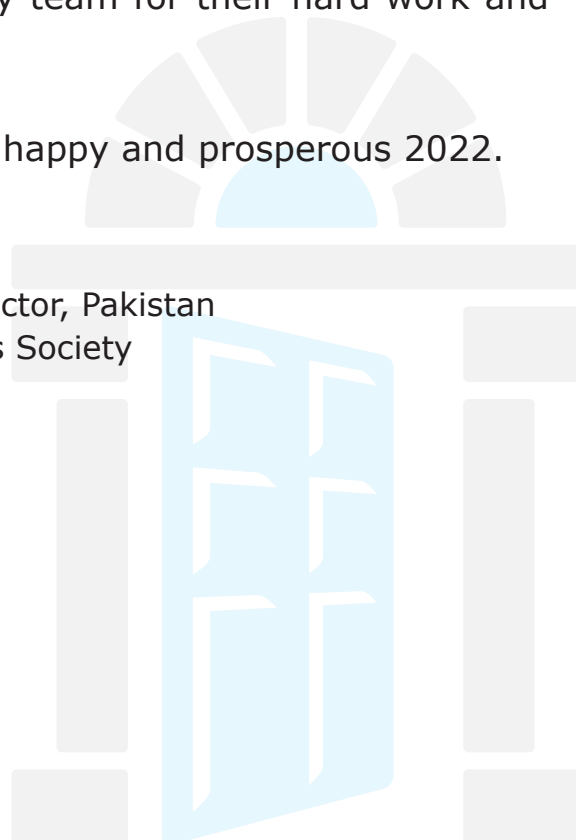 team for their hard work and
happy and prosperous 2022.
ctor, Pakistan
s Society